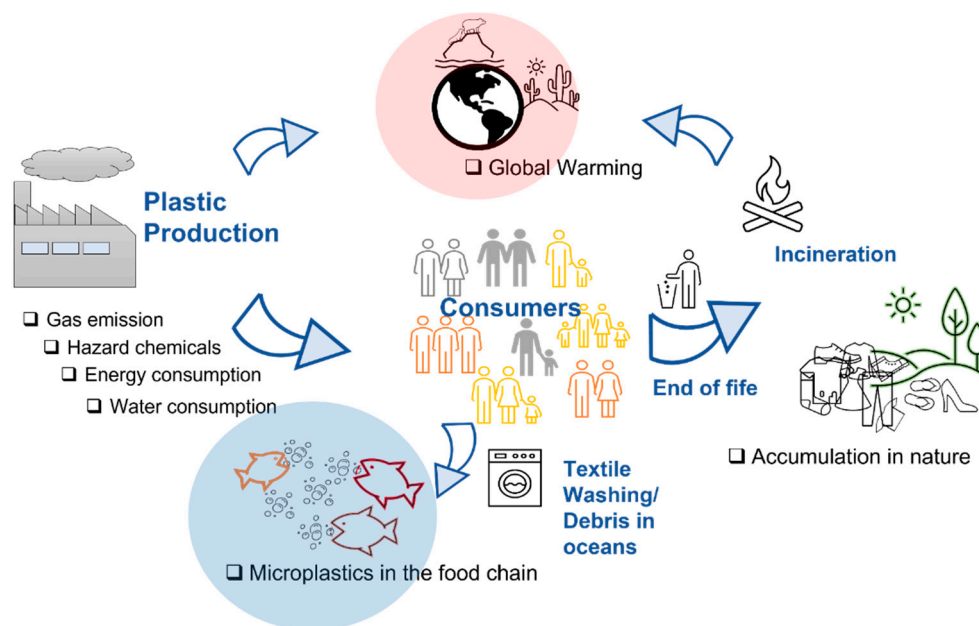 ❑ Global Warming
Plastic
Production
Incineration
Consumers
❑ Gas emission
❑ Hazard chemicals
❑ Energy consumption
❑ Water consumption
End of fife
❑ Accumulation in nature
Textile
Washing/
Debris in
oceans
❑ Microplastics in the food chain